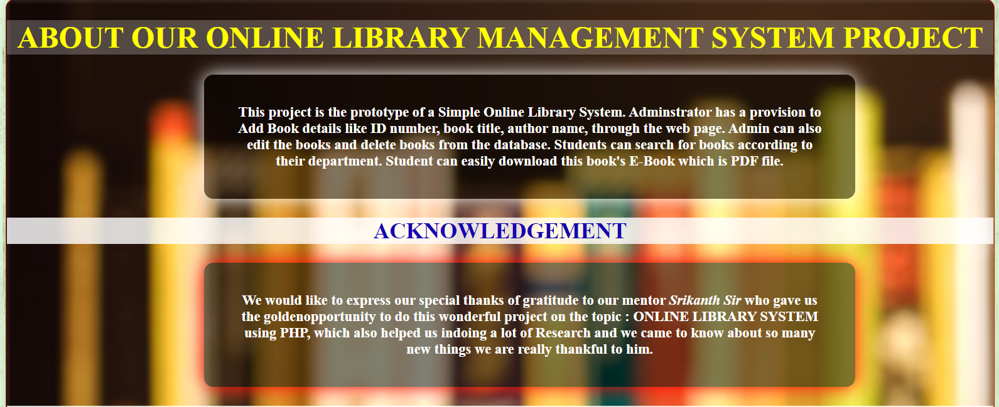 ABOUT OUR ONLINE LIBRARY MANAGEMENT SYSTEM PROJECT
This project is the prototype of a Simple Online Library System. Adminstrator has a provision to
Add Book details like ID number, book title, author name, through the web page. Admin can also
edit the books and delete books from the database. Students can search for books according to
their department. Student can easily download this book's E-Book which is PDF file.
ACKNOWLEDGEMENT
We would like to express our special thanks of gratitude to our mentor Srikanth Sir who gave us
the goldenopportunity to do this wonderful project on the topic : ONLINE LIBRARY SYSTEM
using PHP, which also helped us indoing a lot of Research and we came to know about so many
new things we are really thankful to him.